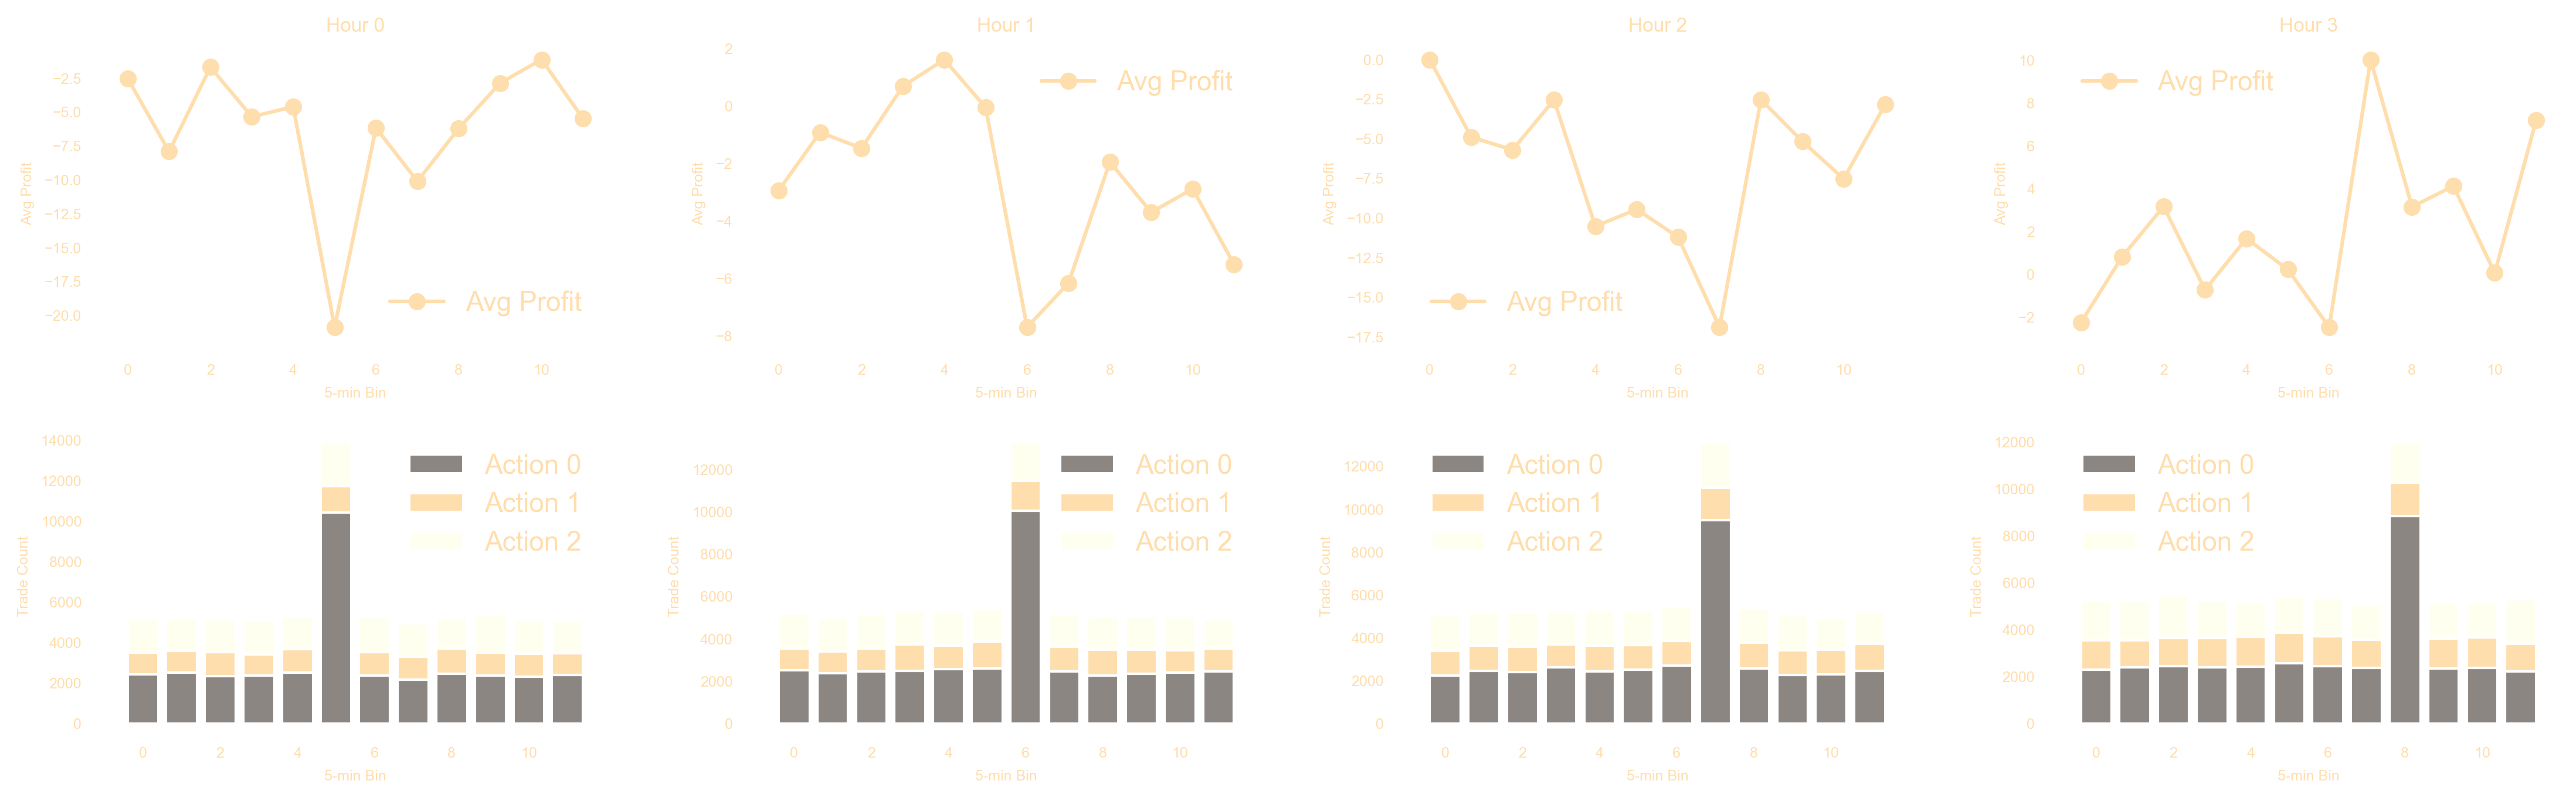 Hour 0
Avg Profit
−2.5
−5.0
−7.5
−10.0
−12.5
−15.0
−17.5
−20.0
Avg Profit
0 2 4 6 8 10
5-min Bin
Hour 1
Avg Profit
2
0
−2
−4
−6
−8
Avg Profit
0 2 4 6 8 10
5-min Bin
Hour 2
Avg Profit
0.0
−2.5
−5.0
−7.5
−10.0
−12.5
−15.0
−17.5
Avg Profit
0 2 4 6 8 10
5-min Bin
Hour 3
Avg Profit
10
8
6
4
2
0
−2
Avg Profit
0 2 4 6 8 10
5-min Bin
Trade Count
14000
12000
10000
8000
6000
4000
2000
0
Action 0
Action 1
Action 2
0 2 4 6 8 10
5-min Bin
Trade Count
12000
10000
8000
6000
4000
2000
0
Action 0
Action 1
Action 2
0 2 4 6 8 10
5-min Bin
Trade Count
12000
10000
8000
6000
4000
2000
0
Action 0
Action 1
Action 2
0 2 4 6 8 10
5-min Bin
Trade Count
12000
10000
8000
6000
4000
2000
0
Action 0
Action 1
Action 2
0 2 4 6 8 10
5-min Bin